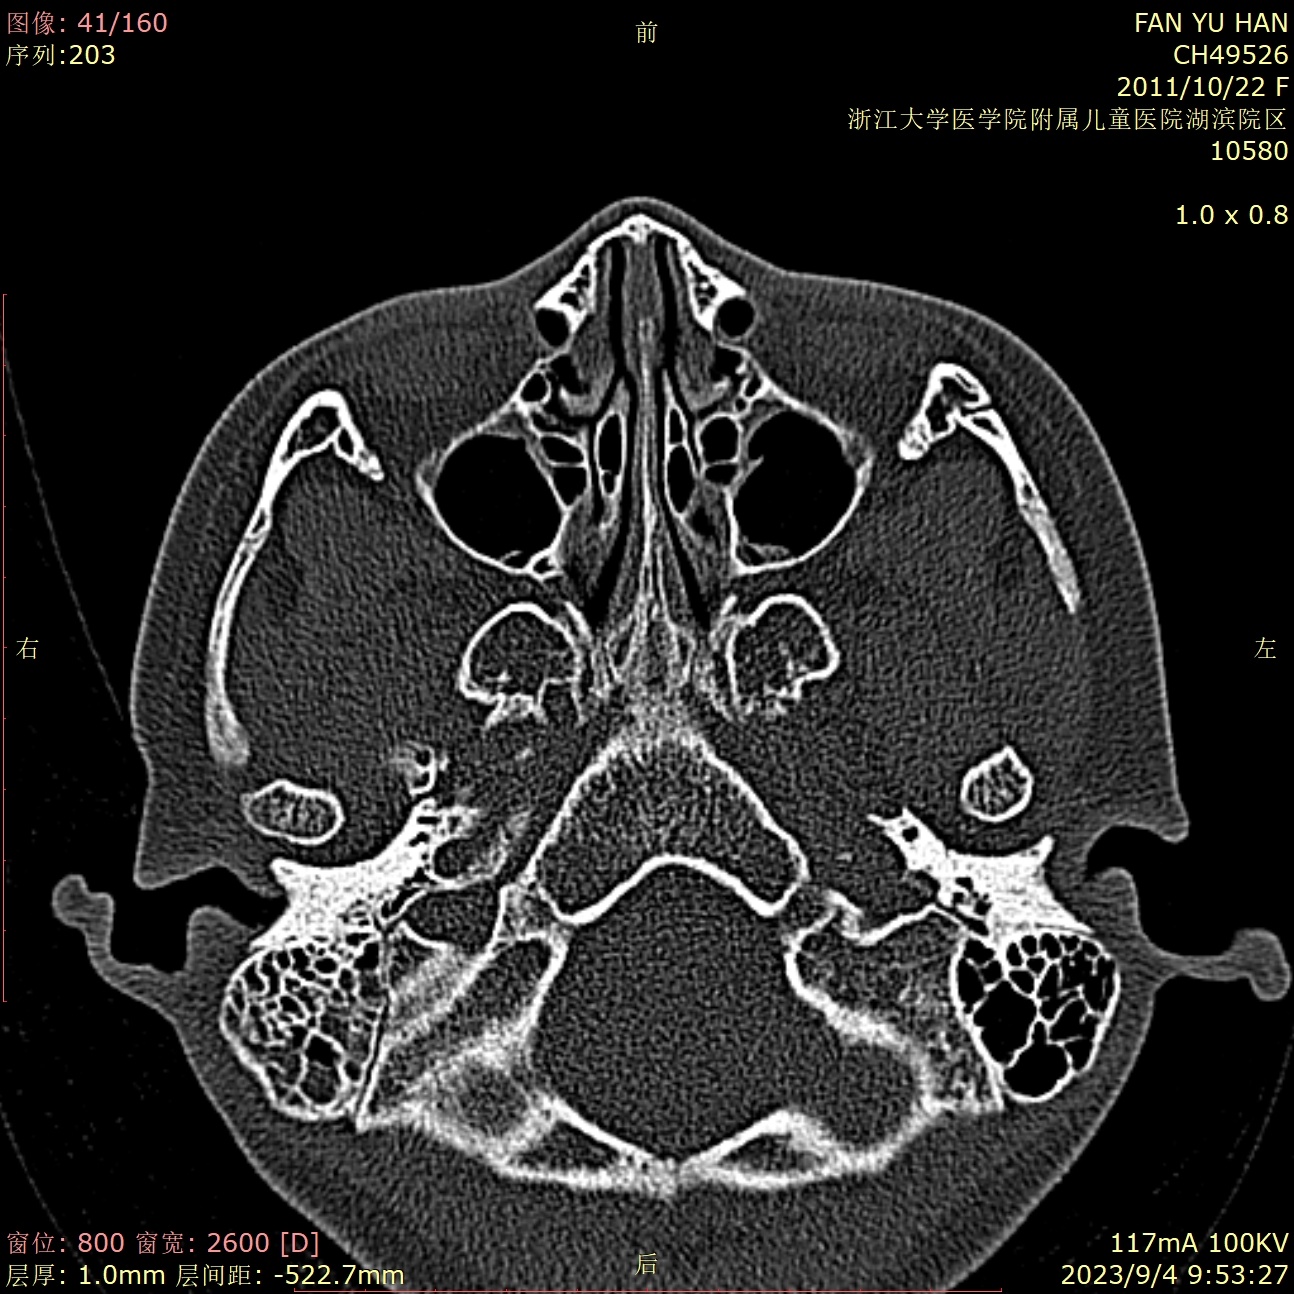 图像: 41/160
序列:203
前
FAN YU HAN
CH49526
2011/10/22 F
浙江大学医学院附属儿童医院湖滨院区
10580
1.0 x 0.8
右
左
窗位: 800 窗宽: 2600 [D]
层厚: 1.0mm 层间距: -522.7mm
后
117mA 100KV
2023/9/4 9:53:27